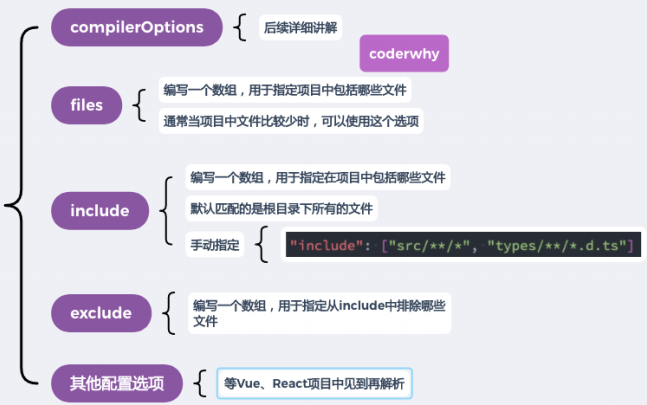 compilerOptions
后续详细讲解
coderwhy
files
编写一个数组，用于指定项目中包括哪些文件
通常当项目中文件比较少时，可以使用这个选项
include
编写一个数组，用于指定在项目中包括哪些文件
默认匹配的是根目录下所有的文件
手动指定
"include": ["src/**/*", "types/**/*.d.ts"]
exclude
编写一个数组，用于指定从include中排除哪些
文件
其他配置选项
等Vue、React项目中见到再解析